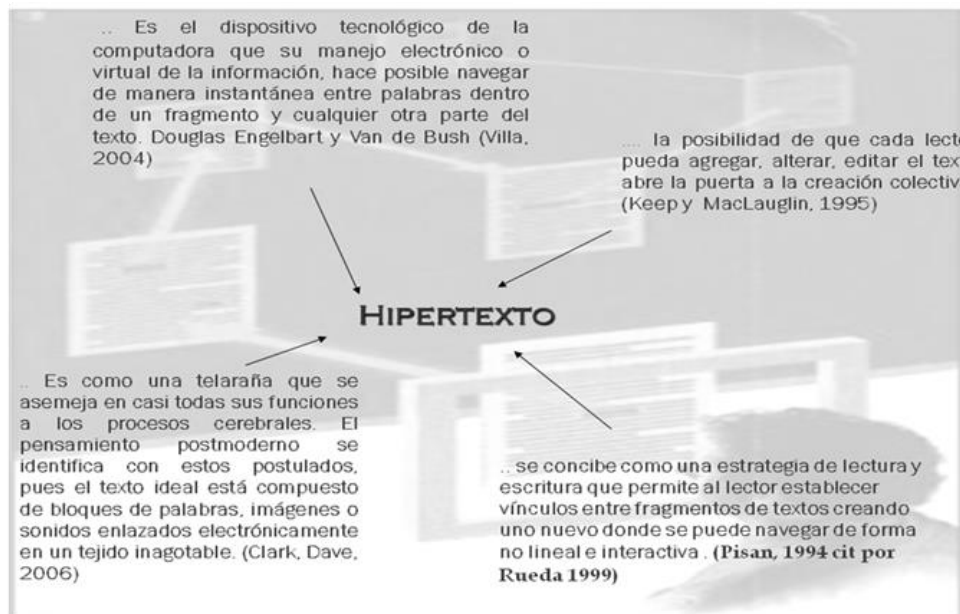 .. Es el dispositivo tecnológico de la
computadora que su manejo electrónico o
virtual de la información, hace posible navegar
de manera instantánea entre palabras dentro
de un fragmento y cualquier otra parte del
texto. Douglas Engelbart y Van de Bush (Villa,
2004)
.... la posibilidad de que cada lecto
pueda agregar, alterar, editar el tex
abre la puerta a la creación colectiv
(Keep y MacLauglin, 1995)
HIPERTEXTO
.. Es como una telaraña que se
asemeja en casi todas sus funciones
a los procesos cerebrales. El
pensamiento postmoderno se
identifica con estos postulados,
pues el texto ideal está compuesto
de bloques de palabras, imágenes o
sonidos enlazados electrónicamente
en un tejido inagotable. (Clark, Dave,
2006)
.. se concibe como una estrategia de lectura y
escritura que permite al lector establecer
vínculos entre fragmentos de textos creando
uno nuevo donde se puede navegar de forma
no lineal e interactiva . (Pisan, 1994 cit por
Rueda 1999)